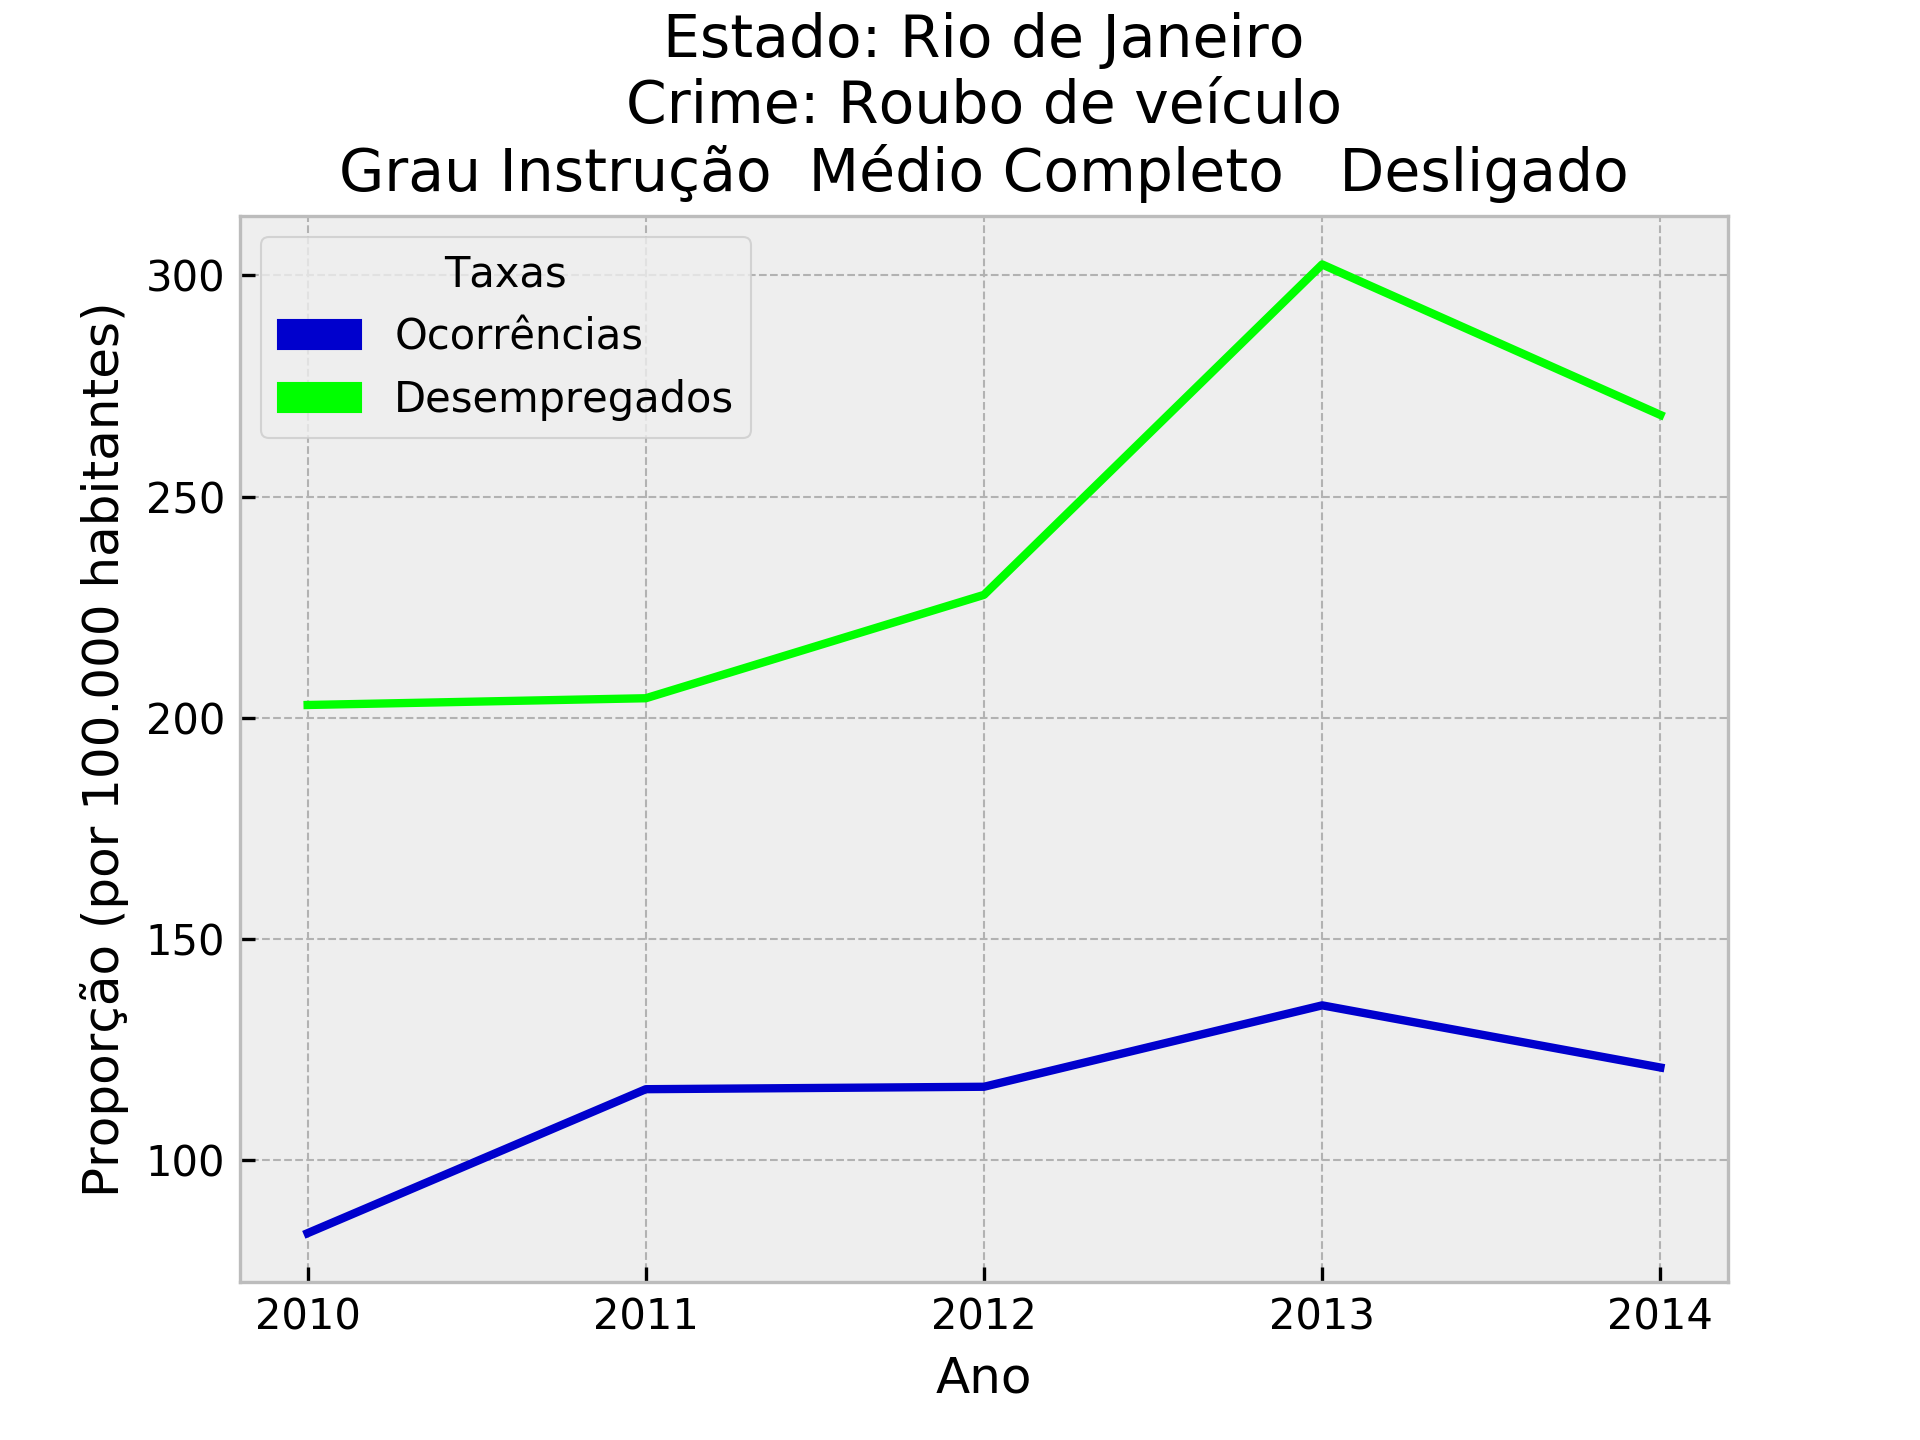 Estado: Rio de Janeiro
Crime: Roubo de veículo
Grau Instrução  Médio Completo   Desligado
Taxas
Ocorrências
Desempregados
Proporção (por 100.000 habitantes)
300
250
200
150
100
2010 2011 2012 2013 2014
Ano